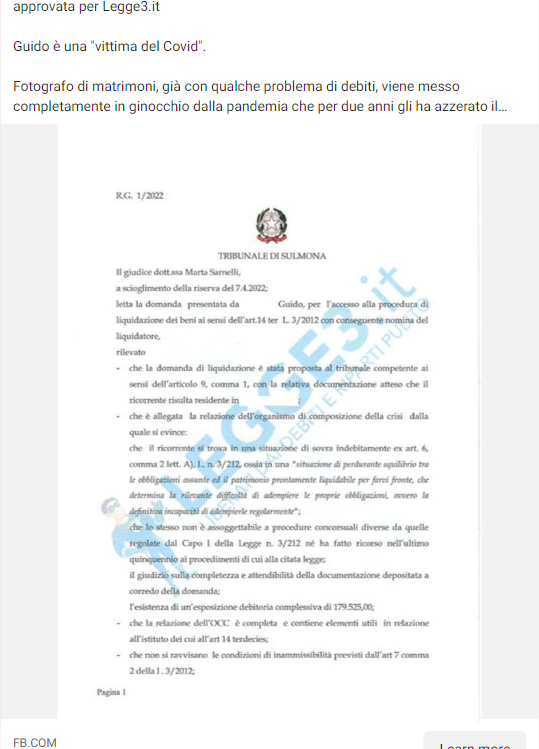 approvata per Legge3.it
Guido è una "vittima del Covid".
Fotografo di matrimoni, già con qualche problema di debiti, viene messo
completamente in ginocchio dalla pandemia che per due anni gli ha azzerato il...
R.G. 1/2022
TRIBUNALE DI SULMONA
Il giudice dott.ssa Marta Sarnelli,
a scioglimento della riserva del 7.4.2022;
letta la domanda presentata da Guido, per l'accesso alla procedura di
liquidazione dei beni ai sensi dell'art.14 ter L. 3/2012 con conseguente nomina del
liquidatore,
rilevato
- che la domanda di liquidazione è stata proposta al tribunale competente ai
sensi dell'articolo 9, comma 1, con la relativa documentazione atteso che il
ricorrente risulta residente in ;
- che è allegata la relazione dell'organismo di composizione della crisi dalla
quale si evince:
che il ricorrente si trova in una situazione di sovra indebitamento ex art. 6,
comma 2 lett. A), L. n. 3/212, ossia in una "situazione di perdurante squilibrio tra
le obbligazioni assunte ed il patrimonio prontamente liquidabile per farvi fronte, che
determina la rilevante difficoltà di adempiere le proprie obbligazioni, ovvero la
definitiva incapacità di adempierle regolarmente";
che lo stesso non è assoggettabile a procedure concorsuali diverse da quelle
regolate dal Capo I della Legge n. 3/212 né ha fatto ricorso nell'ultimo
quinquennio ai procedimenti di cui alla citata legge;
il giudizio sulla completezza e attendibilità della documentazione depositata a
corredo della domanda;
l'esistenza di un'esposizione debitoria complessiva di 179.525,00;
- che la relazione dell'OCC è completa e contiene elementi utili in relazione
all'istituto dei cui all'art 14 terdecies;
- che non si ravvisano le condizioni di inammissibilità previsti dall'art 7 comma
2 della l . 3/2012;
Pagina 1
LEGGE3.it
LIBERATI DAI DEBITI E RIPARTI PULITO
FB.COM
Learn more